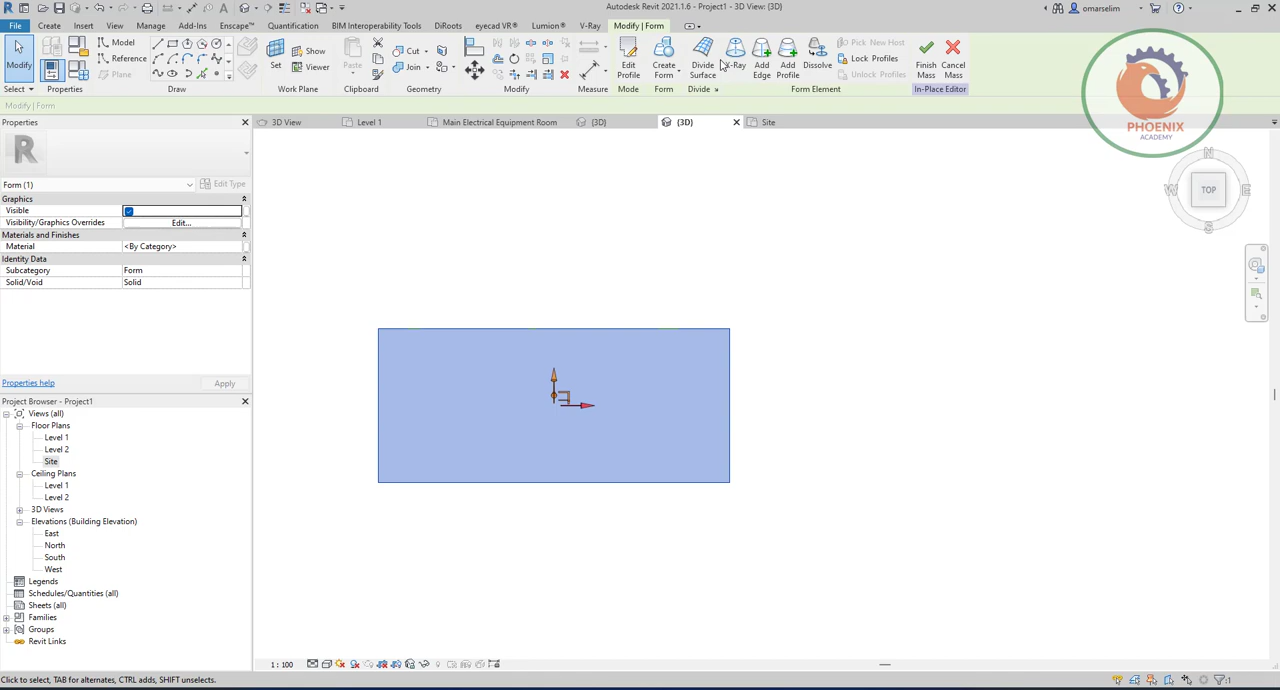 Autodesk Revit 2021.1.6 - Project1 - 3D View: {3D}
omarselim
File Create Insert View Manage Add-Ins Enscape™ Quantification BIM Interoperability Tools DiRoots eyecad VR® Lumion® V-Ray Modify | Form
Modify
Select
Properties
Model
Reference
Plane
Draw
Set
Show
Viewer
Work Plane
Paste
Clipboard
Cut
Join
Geometry
Modify
Measure
Edit Profile
Mode
Create Form
Form
Divide Surface
Divide
X-Ray
Add Edge
Add Profile
Dissolve
Pick New Host
Lock Profiles
Unlock Profiles
Form Element
Finish Mass
Cancel Mass
In-Place Editor
PHOENIX
ACADEMY
Modify | Form
Properties
3D View
Level 1
Main Electrical Equipment Room
{3D}
{3D}
Site
R
Form (1)
Edit Type
Graphics
Visible
Visibility/Graphics Overrides Edit...
Materials and Finishes
Material <By Category>
Identity Data
Subcategory Form
Solid/Void Solid
Properties help
Apply
N
W TOP E
S
Project Browser - Project1
Views (all)
Floor Plans
Level 1
Level 2
Site
Ceiling Plans
Level 1
Level 2
3D Views
Elevations (Building Elevation)
East
North
South
West
Legends
Schedules/Quantities (all)
Sheets (all)
Families
Groups
Revit Links
1 : 100
Click to select, TAB for alternates, CTRL adds, SHIFT unselects.
:1